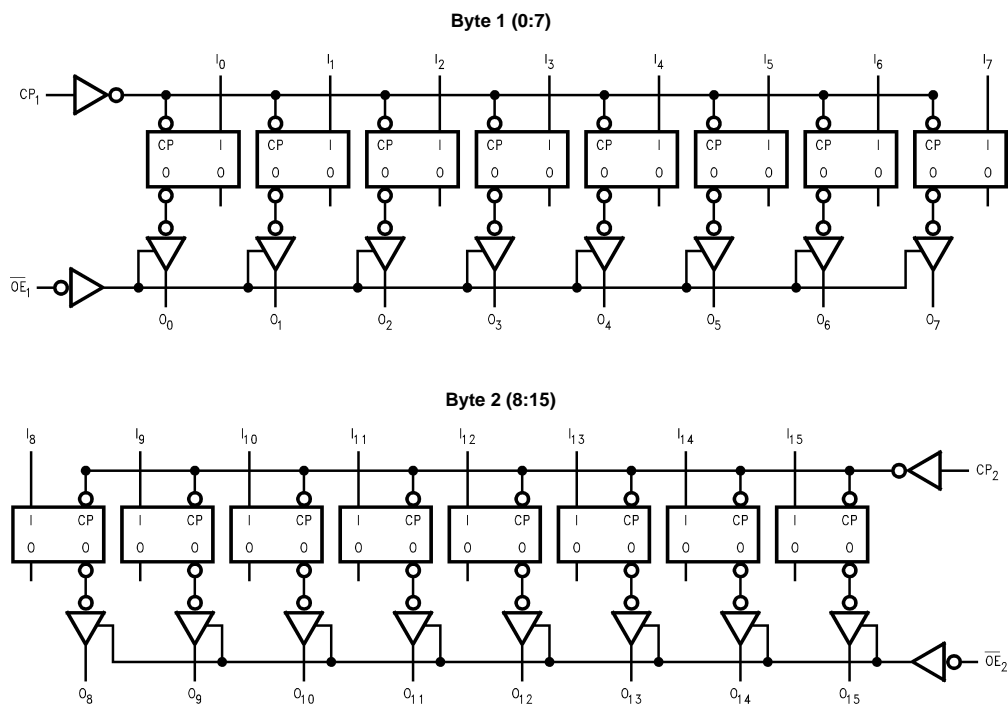 Byte 1 (0:7)
I0 I1 I2 I3 I4 I5 I6 I7
CP1
CP I CP I CP I CP I CP I CP I CP I CP I
O O O O O O O O O O O O O O O O
OE1
O0 O1 O2 O3 O4 O5 O6 O7
Byte 2 (8:15)
I8 I9 I10 I11 I12 I13 I14 I15
CP2
I CP I CP I CP I CP I CP I CP I CP I CP
O O O O O O O O O O O O O O O O
OE2
O8 O9 O10 O11 O12 O13 O14 O15